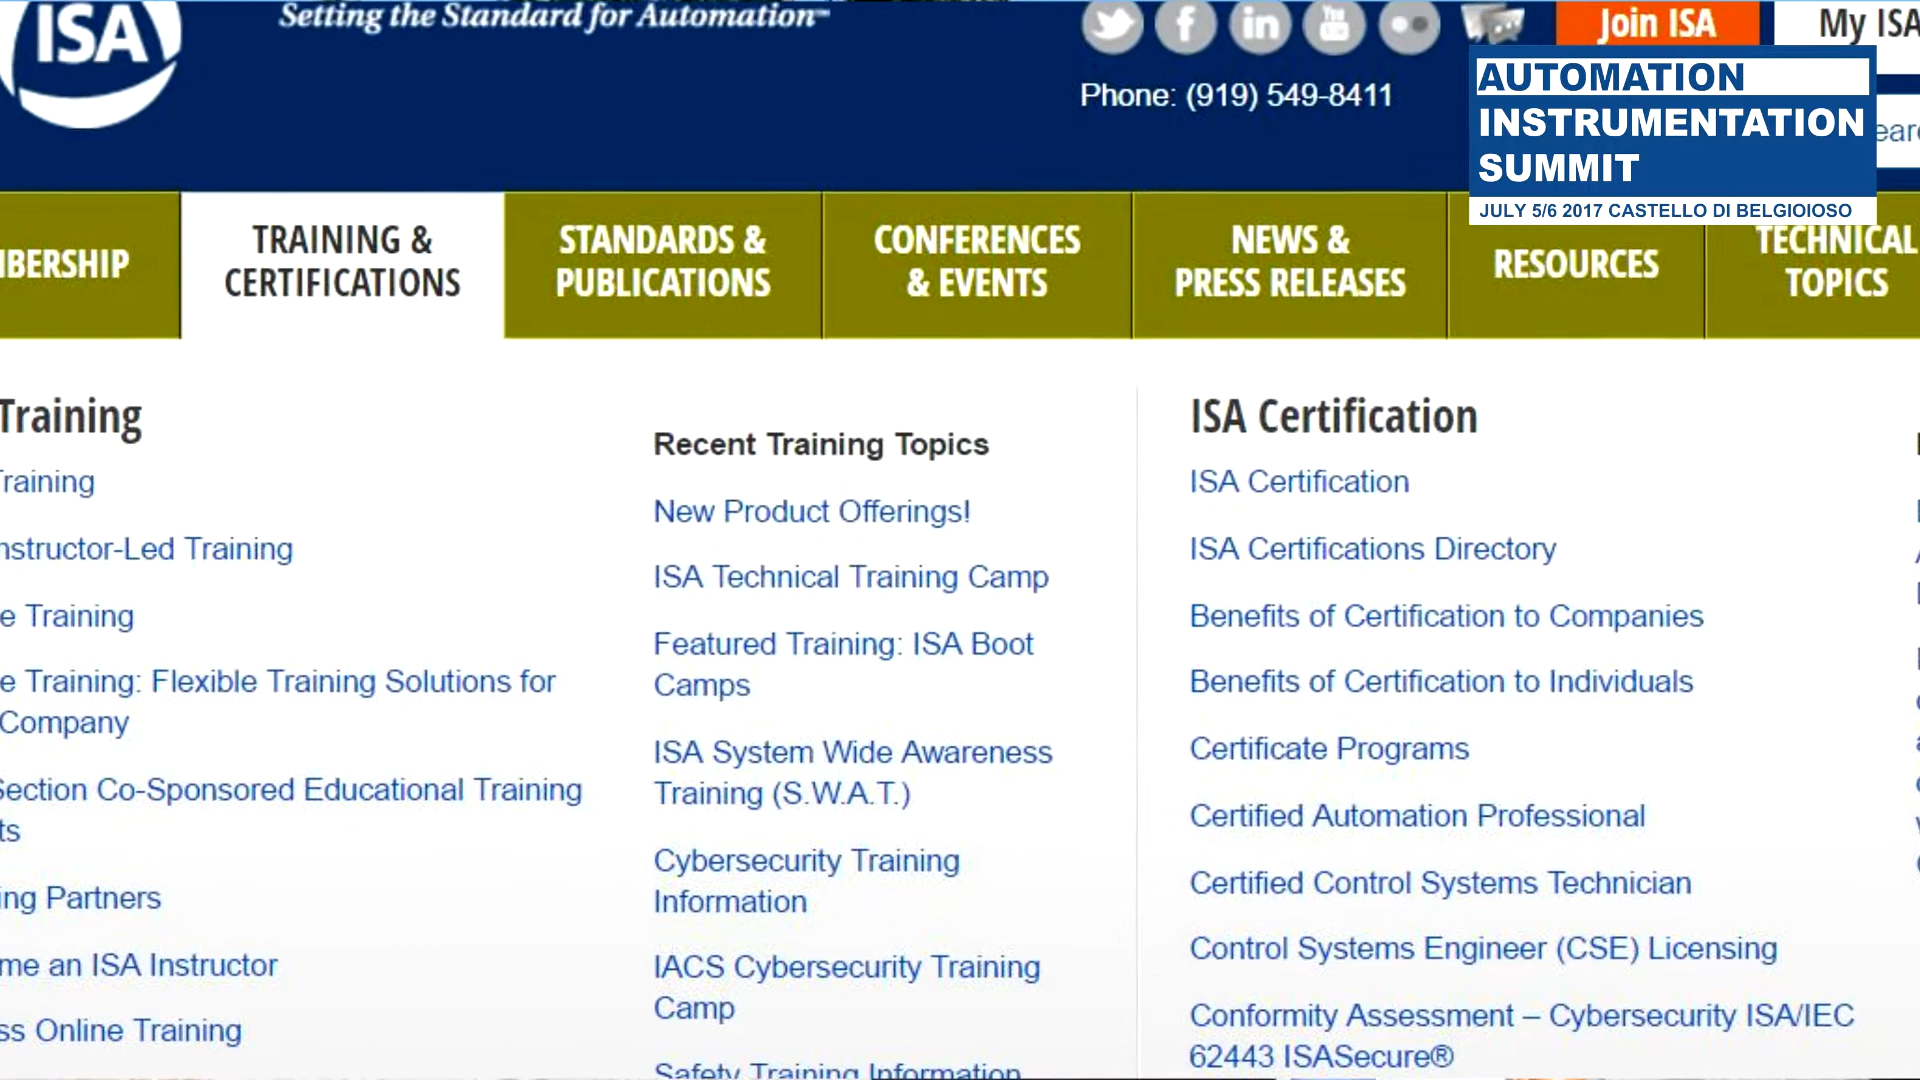 ISA
Setting the Standard for Automation™
You
in
Join ISA
My ISA
Phone: (919) 549-8411
AUTOMATION
INSTRUMENTATION
SUMMIT
JULY 5/6 2017 CASTELLO DI BELGIOIOSO
TRAINING &
CERTIFICATIONS
STANDARDS &
PUBLICATIONS
CONFERENCES
& EVENTS
NEWS &
PRESS RELEASES
RESOURCES
TECHNICAL
TOPICS
Training
raining
nstructor-Led Training
e Training
e Training: Flexible Training Solutions for
Company
Section Co-Sponsored Educational Training
ts
ing Partners
me an ISA Instructor
ss Online Training
Recent Training Topics
New Product Offerings!
ISA Technical Training Camp
Featured Training: ISA Boot
Camps
ISA System Wide Awareness
Training (S.W.A.T.)
Cybersecurity Training
Information
IACS Cybersecurity Training
Camp
Safety Training Information
ISA Certification
ISA Certification
ISA Certifications Directory
Benefits of Certification to Companies
Benefits of Certification to Individuals
Certificate Programs
Certified Automation Professional
Certified Control Systems Technician
Control Systems Engineer (CSE) Licensing
Conformity Assessment – Cybersecurity ISA/IEC
62443 ISASecure®